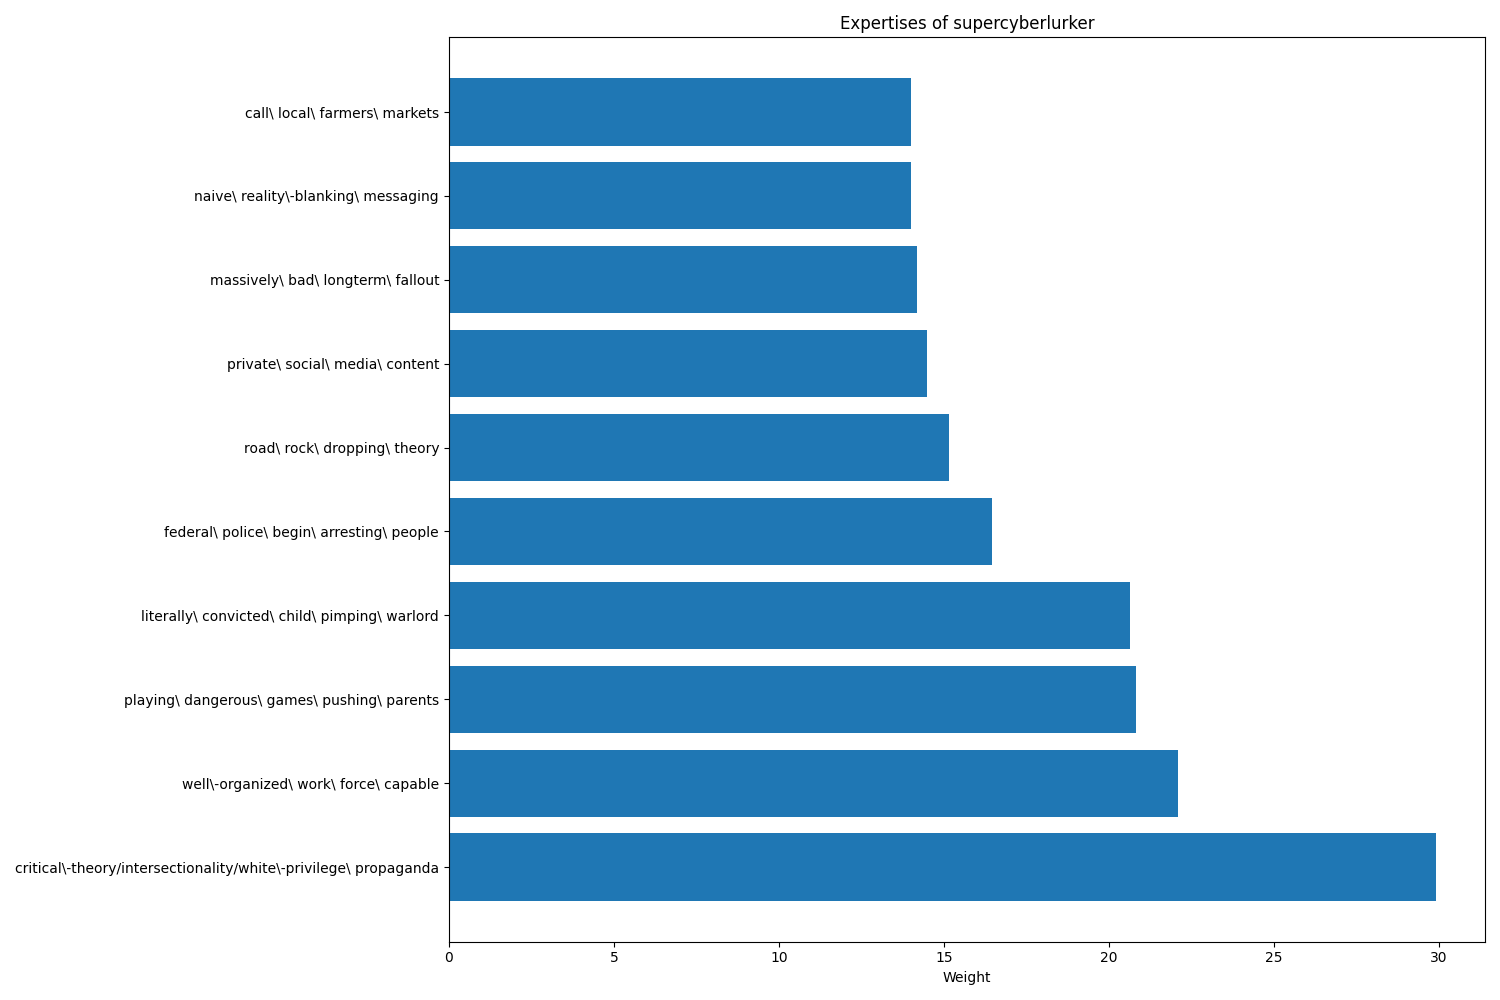 Expertises of supercyberlurker
call\ local\ farmers\ markets
naive\ reality\-blanking\ messaging
massively\ bad\ longterm\ fallout
private\ social\ media\ content
road\ rock\ dropping\ theory
federal\ police\ begin\ arresting\ people
literally\ convicted\ child\ pimping\ warlord
playing\ dangerous\ games\ pushing\ parents
well\-organized\ work\ force\ capable
critical\-theory/intersectionality/white\-privilege\ propaganda
0 5 10 15 20 25 30
Weight